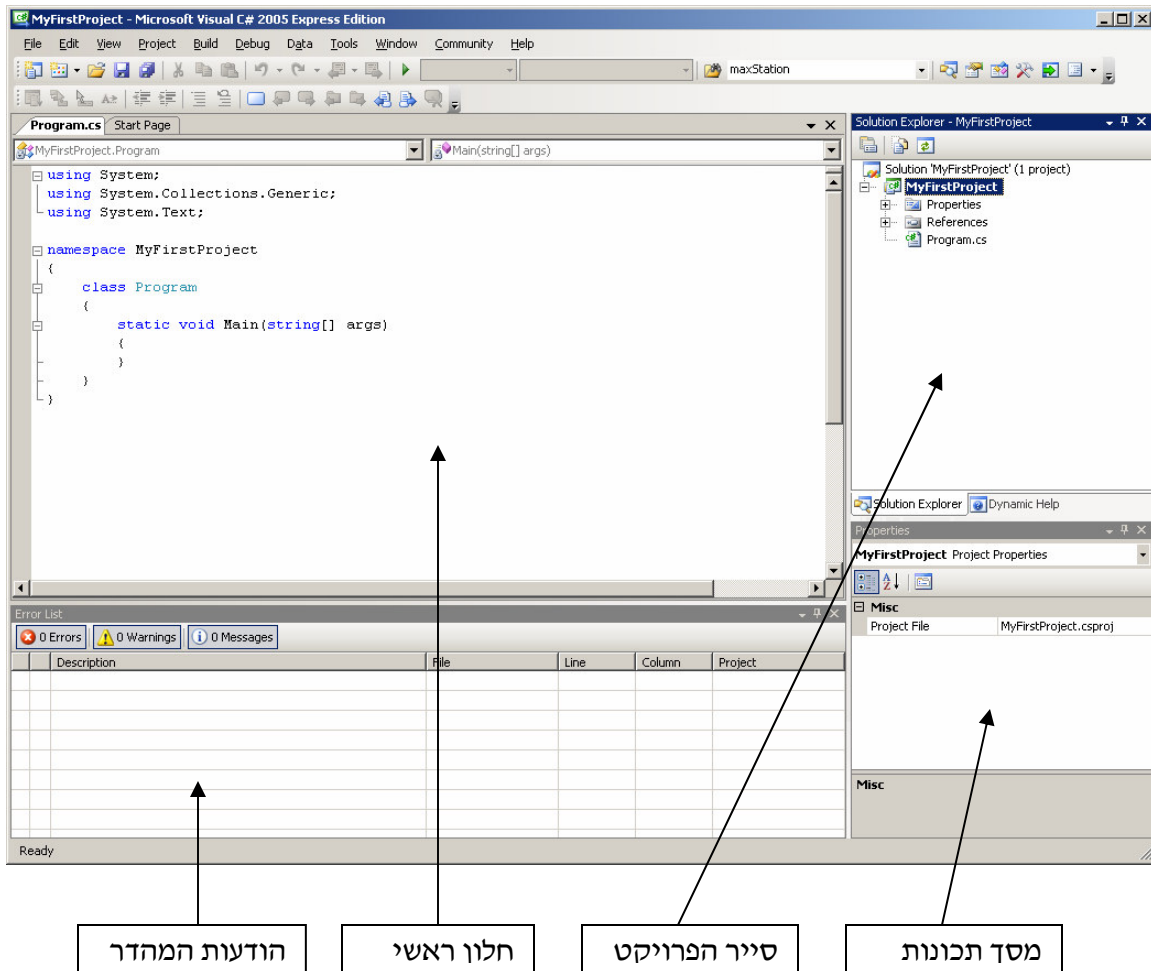 MyFirstProject - Microsoft Visual C# 2005 Express Edition
File Edit View Project Build Debug Data Tools Window Community Help
maxStation
Program.cs Start Page
MyFirstProject.Program Main(string[] args)
using System;
using System.Collections.Generic;
using System.Text;
namespace MyFirstProject
{
class Program
{
static void Main(string[] args)
{
}
}
}
Solution Explorer - MyFirstProject
Solution 'MyFirstProject' (1 project)
MyFirstProject
Properties
References
Program.cs
Solution Explorer Dynamic Help
Properties
MyFirstProject Project Properties
Misc
Project File MyFirstProject.csproj
Misc
Error List
0 Errors 0 Warnings 0 Messages
Description File Line Column Project
Ready
הודעות המהדר
חלון ראשי
סייר הפרויקט
מסך תכונות